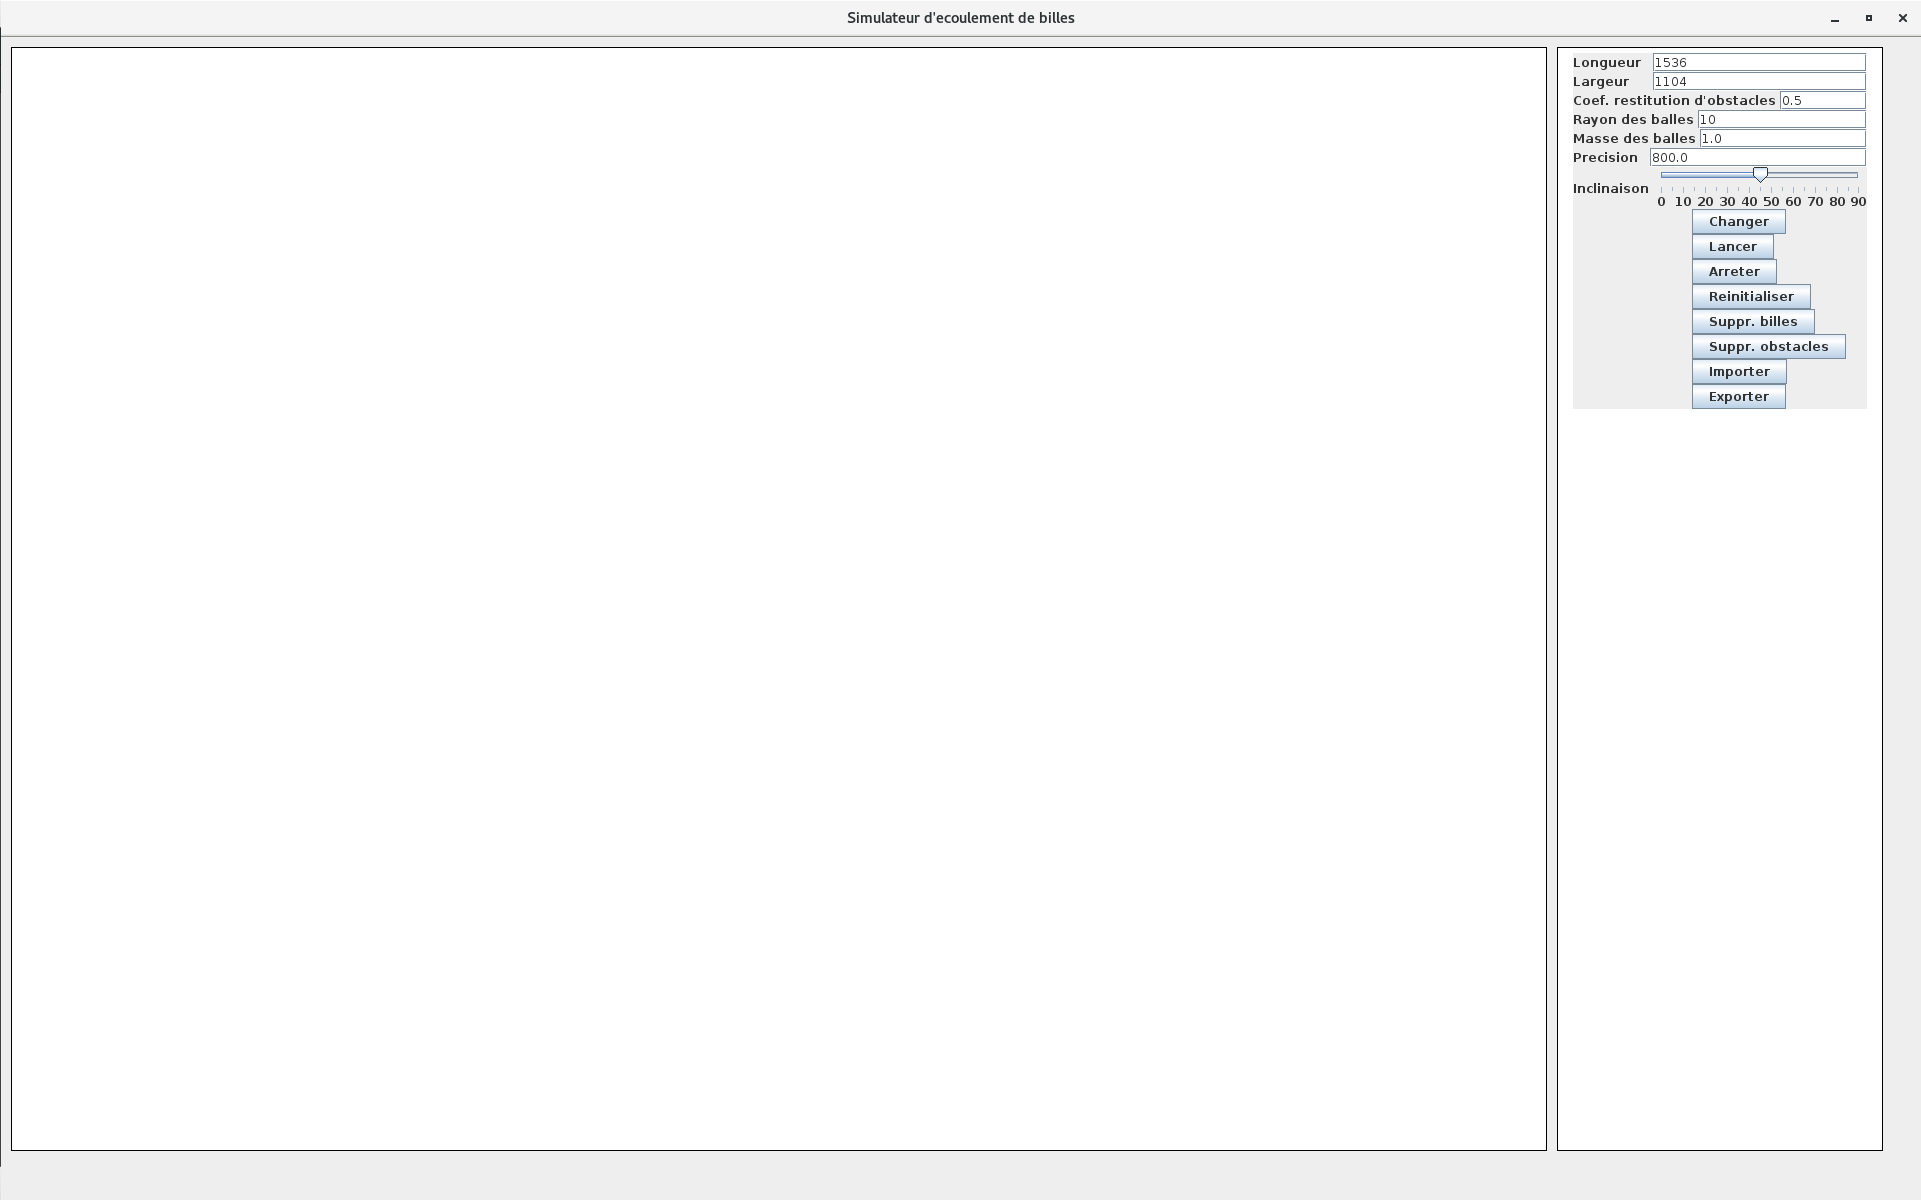 Simulateur d'ecoulement de billes
Longueur 1536
Largeur 1104
Coef. restitution d'obstacles 0.5
Rayon des balles 10
Masse des balles 1.0
Precision 800.0
Inclinaison
0 10 20 30 40 50 60 70 80 90
Changer
Lancer
Arreter
Reinitialiser
Suppr. billes
Suppr. obstacles
Importer
Exporter